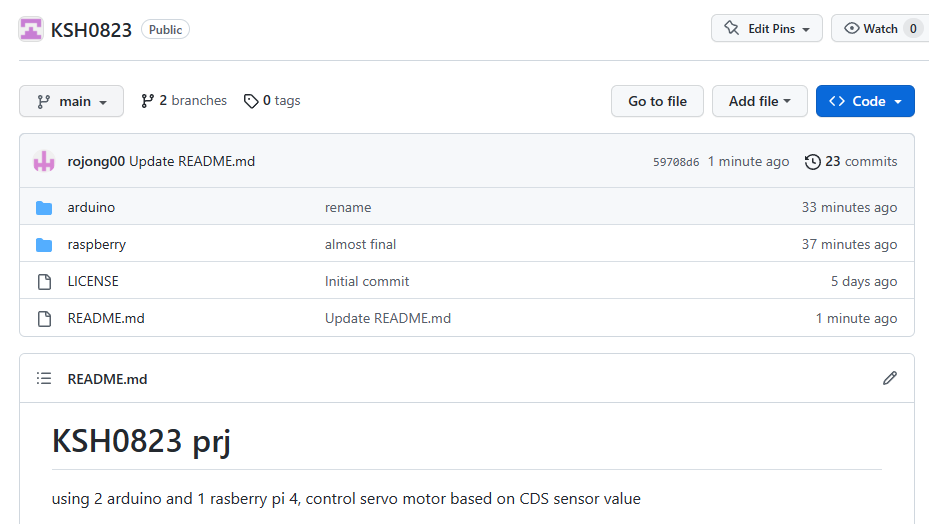 KSH0823 Public Edit Pins Watch 0
main 2 branches 0 tags Go to file Add file Code
rojong00 Update README.md 59708d6 1 minute ago 23 commits
arduino rename 33 minutes ago
raspberry almost final 37 minutes ago
LICENSE Initial commit 5 days ago
README.md Update README.md 1 minute ago
README.md
KSH0823 prj
using 2 arduino and 1 rasberry pi 4, control servo motor based on CDS sensor value